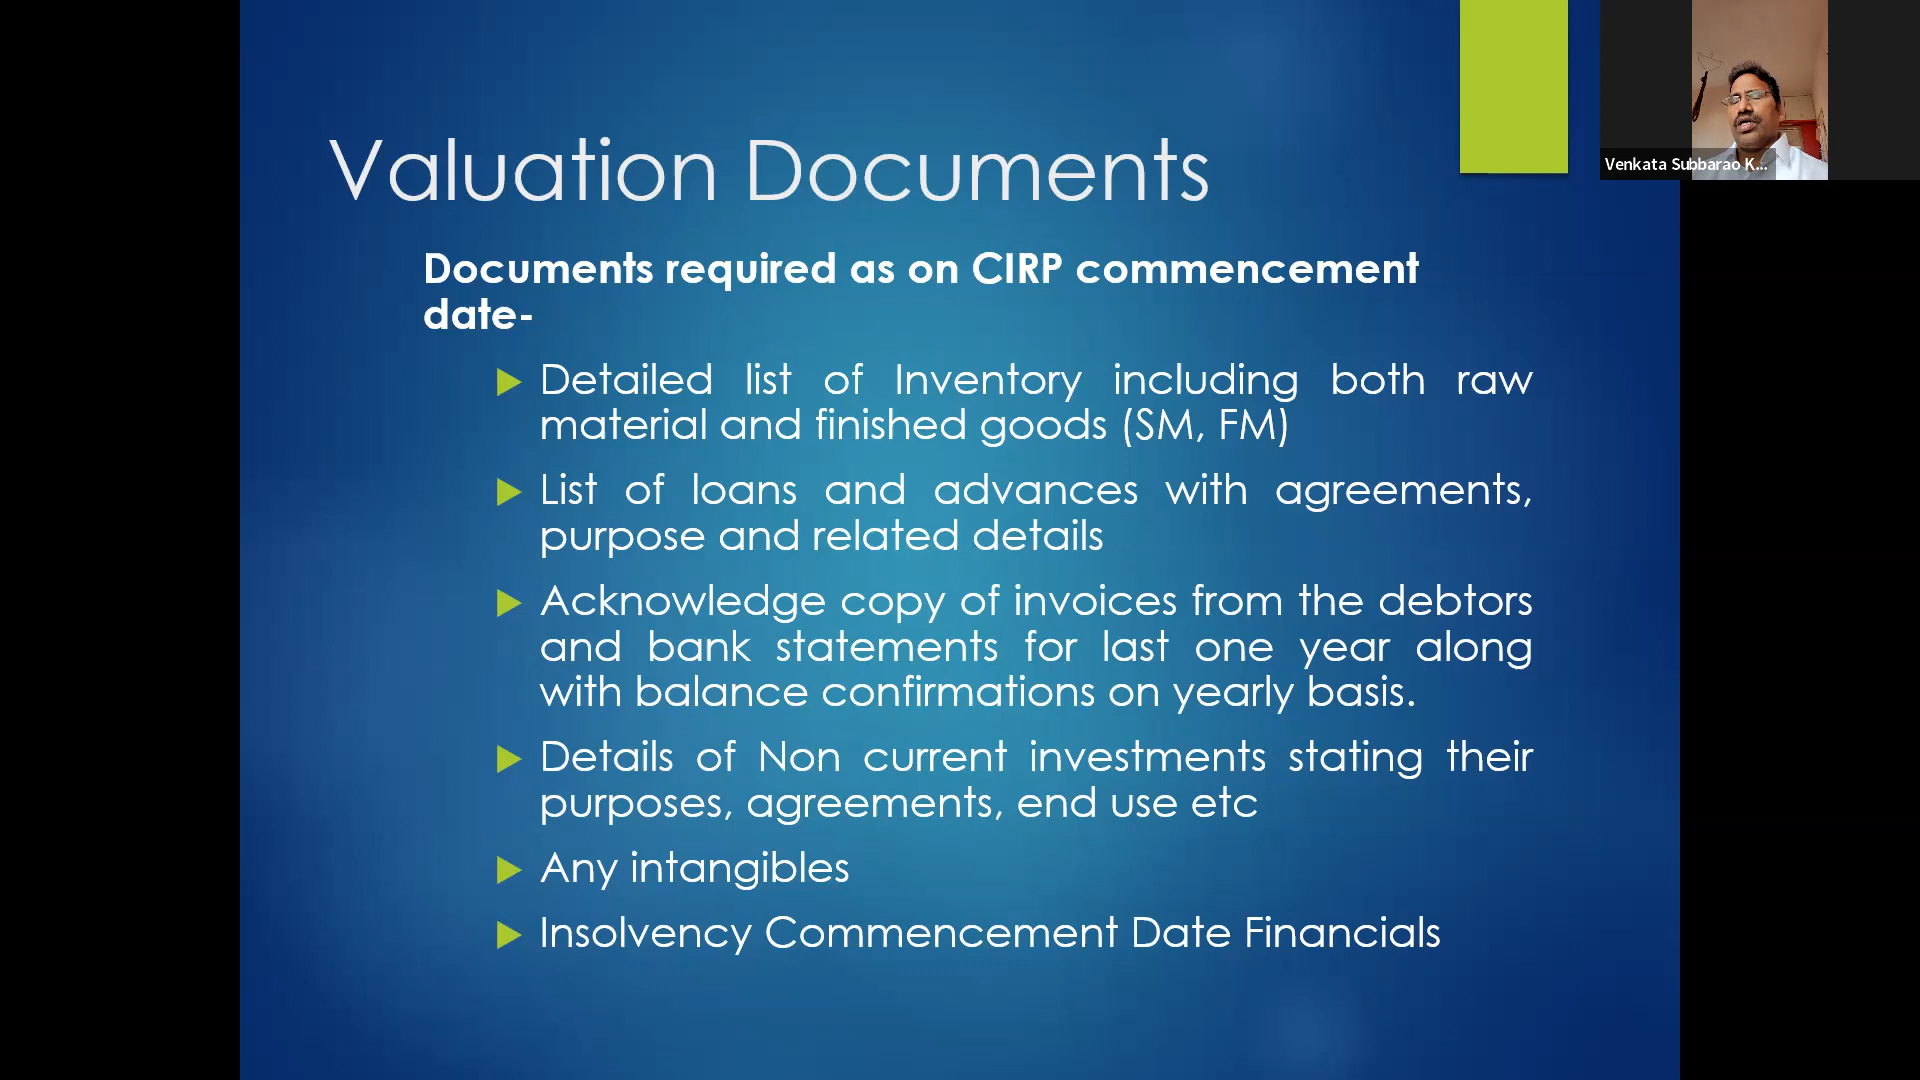 Valuation Documents
Documents required as on CIRP commencement
date-
Detailed list of Inventory including both raw
material and finished goods (SM, FM)
List of loans and advances with agreements,
purpose and related details
Acknowledge copy of invoices from the debtors
and bank statements for last one year along
with balance confirmations on yearly basis.
Details of Non current investments stating their
purposes, agreements, end use etc
Any intangibles
Insolvency Commencement Date Financials
Venkata Subbarao K...